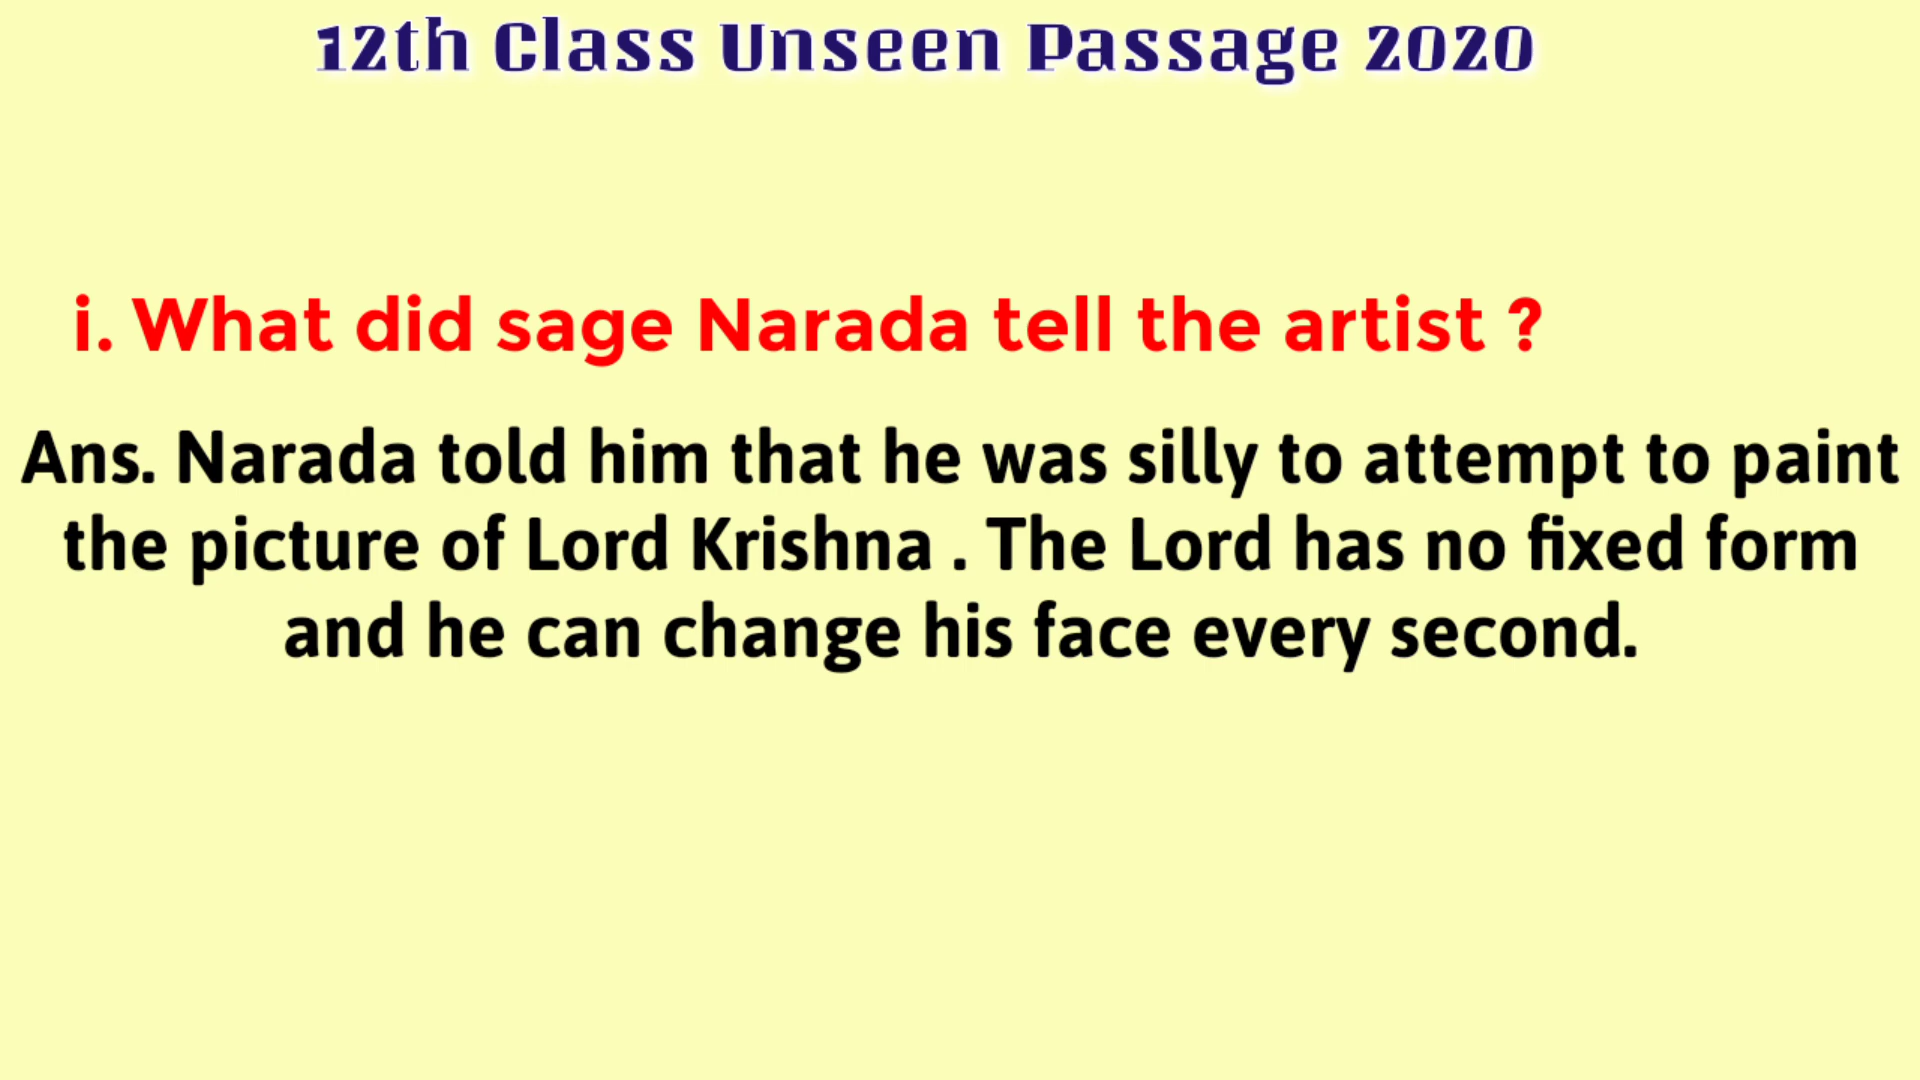 12th Class Unseen Passage 2020
i. What did sage Narada tell the artist ?
Ans. Narada told him that he was silly to attempt to paint
the picture of Lord Krishna . The Lord has no fixed form
and he can change his face every second.